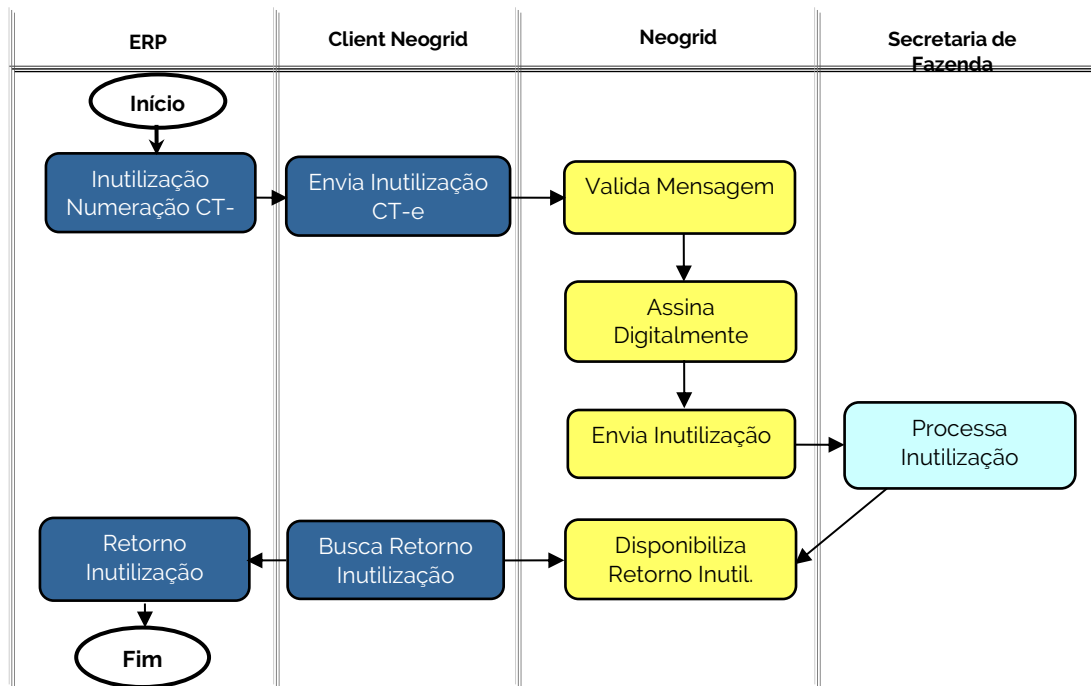 ERP
Client Neogrid
Neogrid
Secretaria de
Fazenda
Início
Inutilização
Numeração CT-
Envia Inutilização
CT-e
Valida Mensagem
Assina
Digitalmente
Envia Inutilização
Processa
Inutilização
Retorno
Inutilização
Busca Retorno
Inutilização
Disponibiliza
Retorno Inutil.
Fim